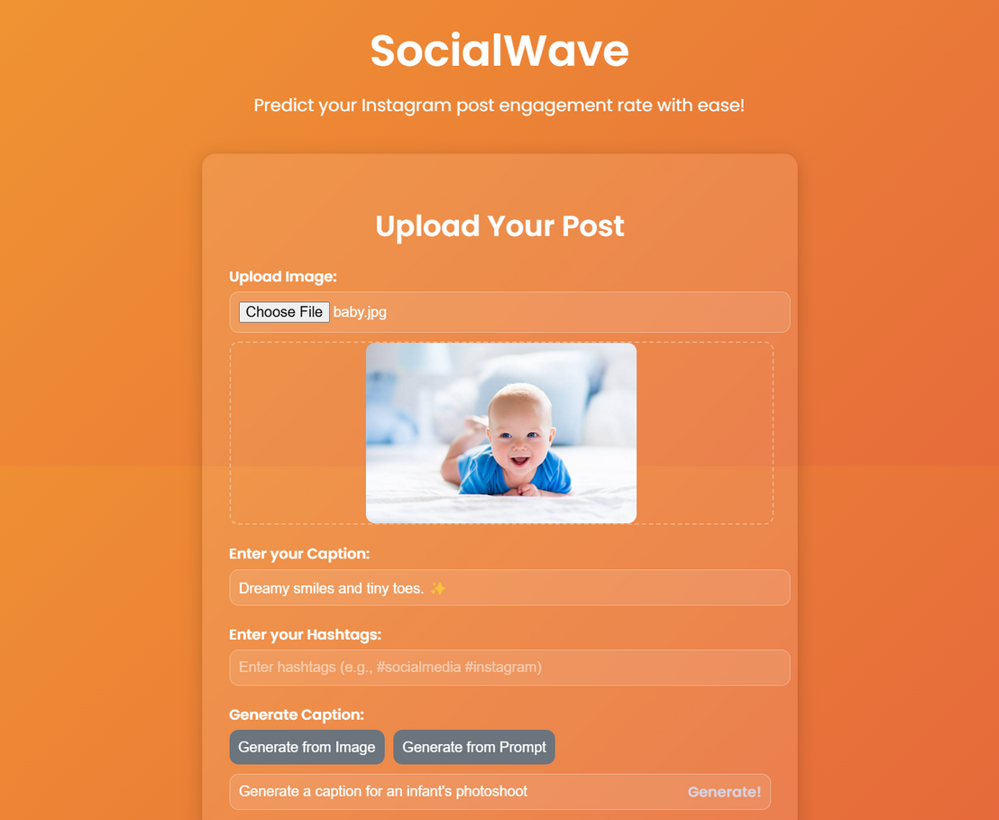 SocialWave
Predict your Instagram post engagement rate with ease!
Upload Your Post
Upload Image:
Choose File baby.jpg
Enter your Caption:
Dreamy smiles and tiny toes. ✨
Enter your Hashtags:
Enter hashtags (e.g., #socialmedia #instagram)
Generate Caption:
Generate from Image Generate from Prompt
Generate a caption for an infant's photoshoot Generate!